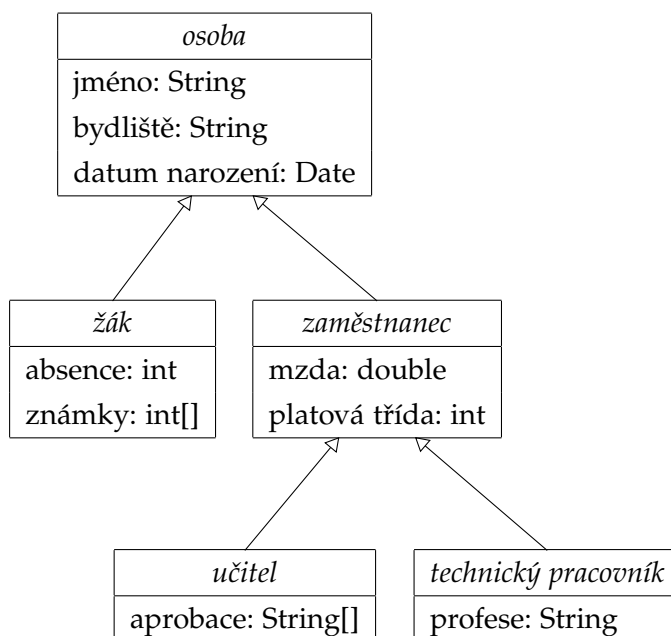 osoba
jméno: String
bydliště: String
datum narození: Date
žák
absence: int
známky: int[]
zaměstnanec
mzda: double
platová třída: int
učitel
aprobace: String[]
technický pracovník
profese: String